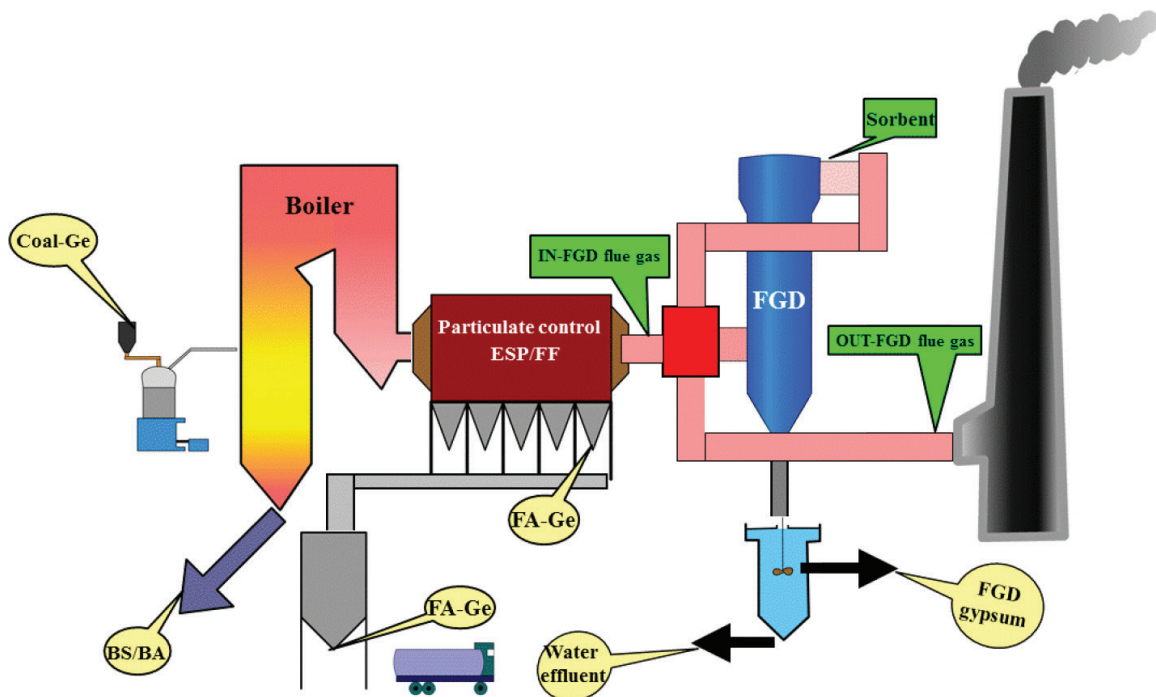 Sorbent
Boiler
Coal-Ge
IN-FGD flue gas
FGD
Particulate control
ESP/FF
OUT-FGD flue gas
FA-Ge
FA-Ge
FGD
gypsum
BS/BA
Water
effluent